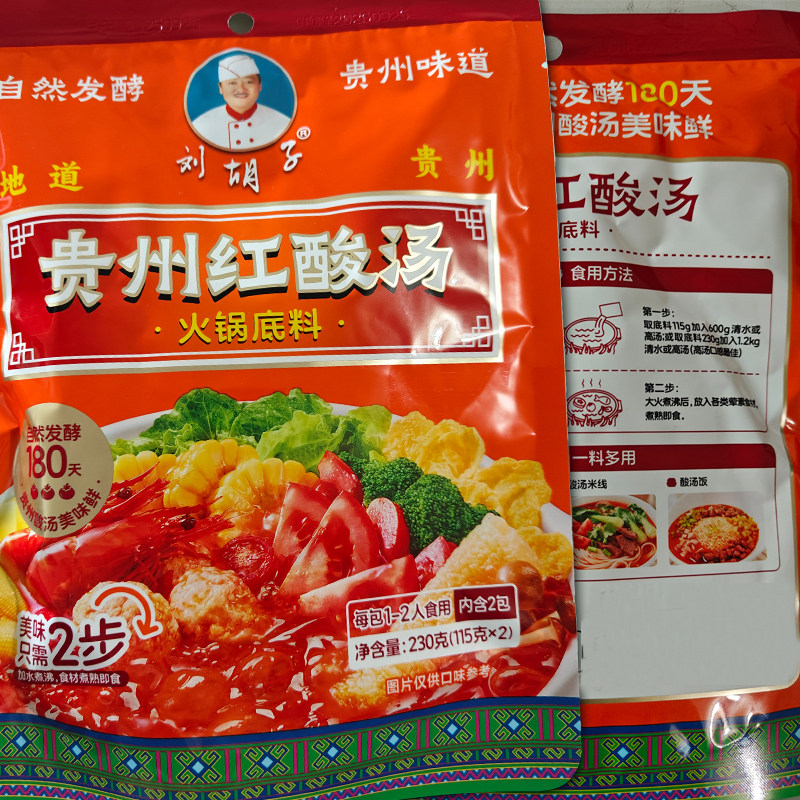 自然发酵
贵州味道
刘胡子®
地道
贵州
贵州红酸汤
·火锅底料·
自然发酵
180天
贵州酸汤美味鲜
美味
只需
2步
加水煮沸,食材煮熟即食
每包1-2人食用 内含2包
净含量:230克(115克×2)
图片仅供口味参考
发酵180天
酸汤美味鲜
红酸汤
底料·
食用方法
第一步:
取底料115g加入600g清水或
高汤;或取底料230g加入1.2kg
清水或高汤(高汤口感最佳)
第二步:
大火煮沸后,放入各类荤素食材,
煮熟即食。
一料多用
酸汤米线
酸汤饭